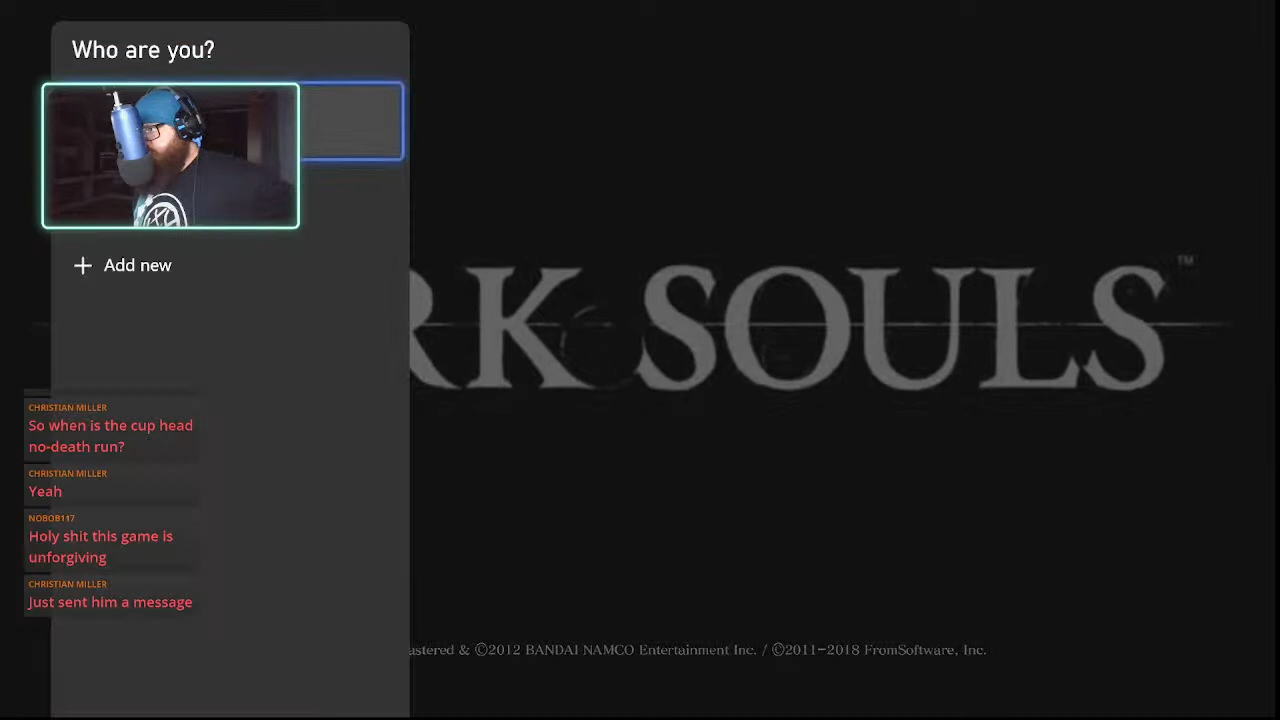 Who are you?
+ Add new
RK SOULS™
CHRISTIAN MILLER
So when is the cup head
no-death run?
CHRISTIAN MILLER
Yeah
NOBOB117
Holy shit this game is
unforgiving
CHRISTIAN MILLER
Just sent him a message
astered & ©2012 BANDAI NAMCO Entertainment Inc. / ©2011-2018 FromSoftware, Inc.